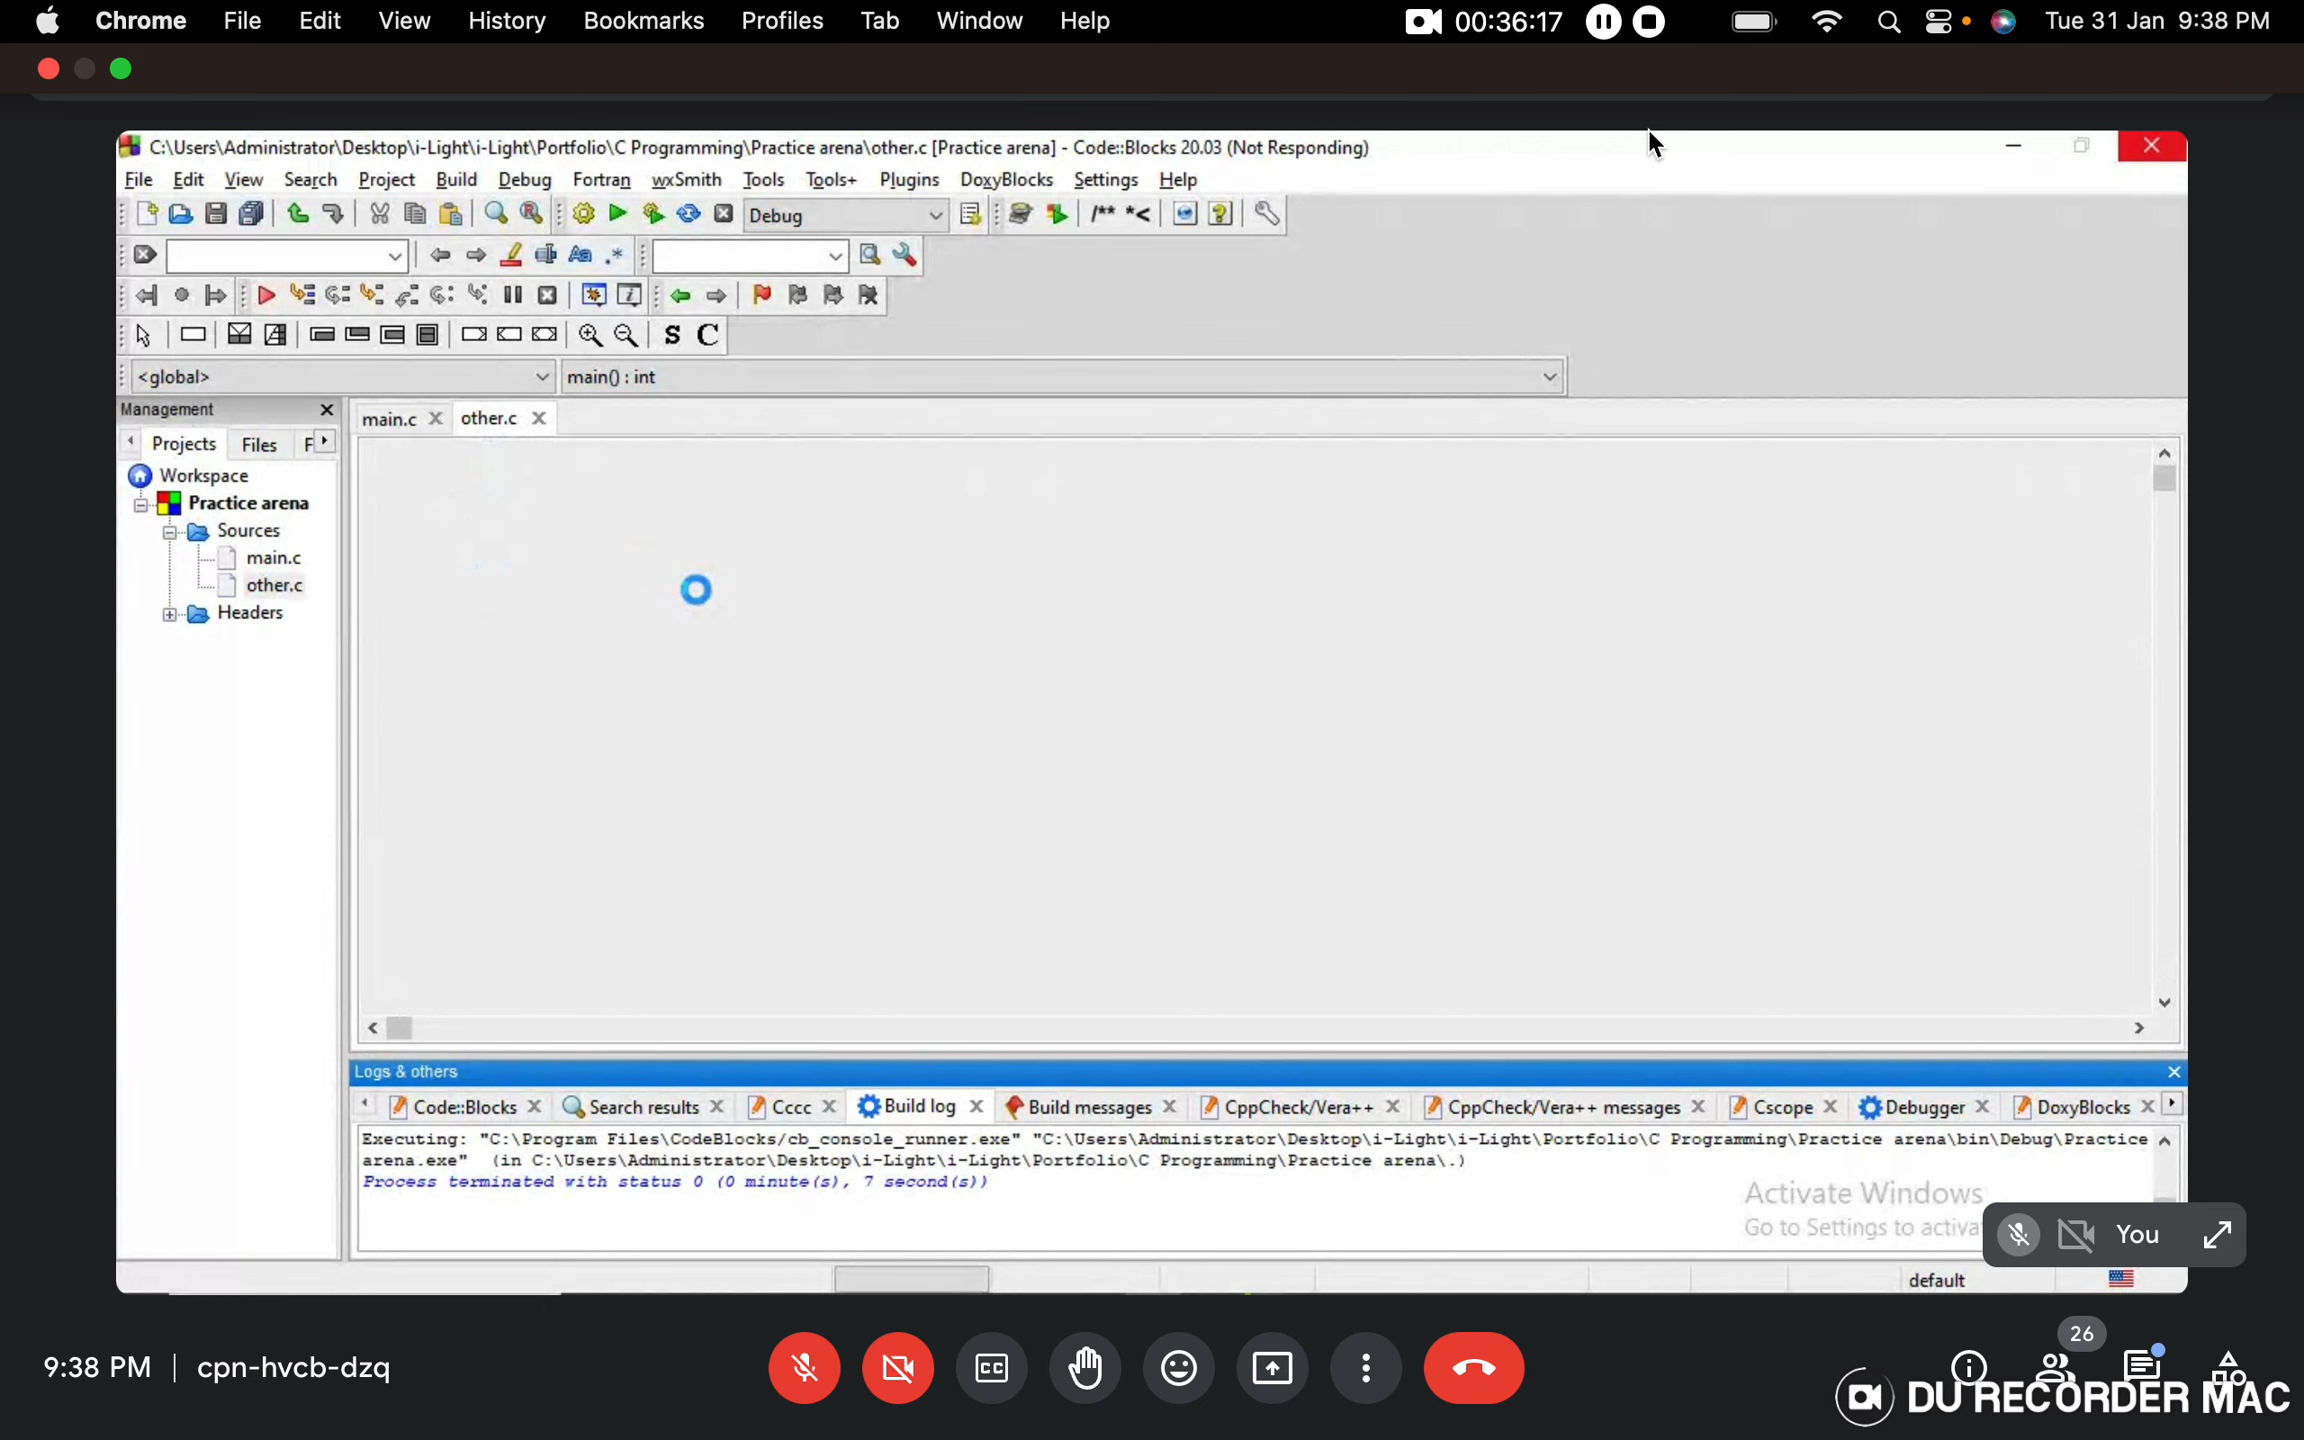 Chrome File Edit View History Bookmarks Profiles Tab Window Help 00:36:17 Tue 31 Jan 9:38 PM
C:\Users\Administrator\Desktop\i-Light\i-Light\Portfolio\C Programming\Practice arena\other.c [Practice arena] - Code::Blocks 20.03 (Not Responding)
File Edit View Search Project Build Debug Fortran wxSmith Tools Tools+ Plugins DoxyBlocks Settings Help
Debug /** *<
Aa .*
S C
<global> main() : int
Management
main.c other.c
Projects Files F
Workspace
Practice arena
Sources
main.c
other.c
Headers
Logs & others
Code::Blocks Search results Cccc Build log Build messages CppCheck/Vera++ CppCheck/Vera++ messages Cscope Debugger DoxyBlocks
Executing: "C:\Program Files\CodeBlocks/cb_console_runner.exe" "C:\Users\Administrator\Desktop\i-Light\i-Light\Portfolio\C Programming\Practice arena\bin\Debug\Practice
arena.exe" (in C:\Users\Administrator\Desktop\i-Light\i-Light\Portfolio\C Programming\Practice arena\.)
Process terminated with status 0 (0 minute(s), 7 second(s))
Activate Windows
Go to Settings to activa
You
default
26
9:38 PM | cpn-hvcb-dzq
CC
DU RECORDER MAC